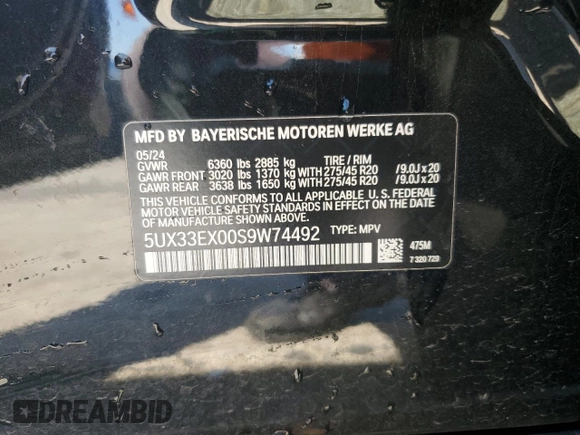 MFD BY BAYERISCHE MOTOREN WERKE AG
05/24
GVWR 6360 lbs 2885 kg TIRE / RIM
GAWR FRONT 3020 lbs 1370 kg WITH 275/45 R20 /9.0J x 20
GAWR REAR 3638 lbs 1650 kg WITH 275/45 R20 /9.0J x 20
THIS VEHICLE CONFORMS TO ALL APPLICABLE U. S. FEDERAL
MOTOR VEHICLE SAFETY STANDARDS IN EFFECT ON THE DATE
OF MANUFACTURE SHOWN ABOVE.
5UX33EX00S9W74492 TYPE: MPV
475M
7 320 729
DREAMBID